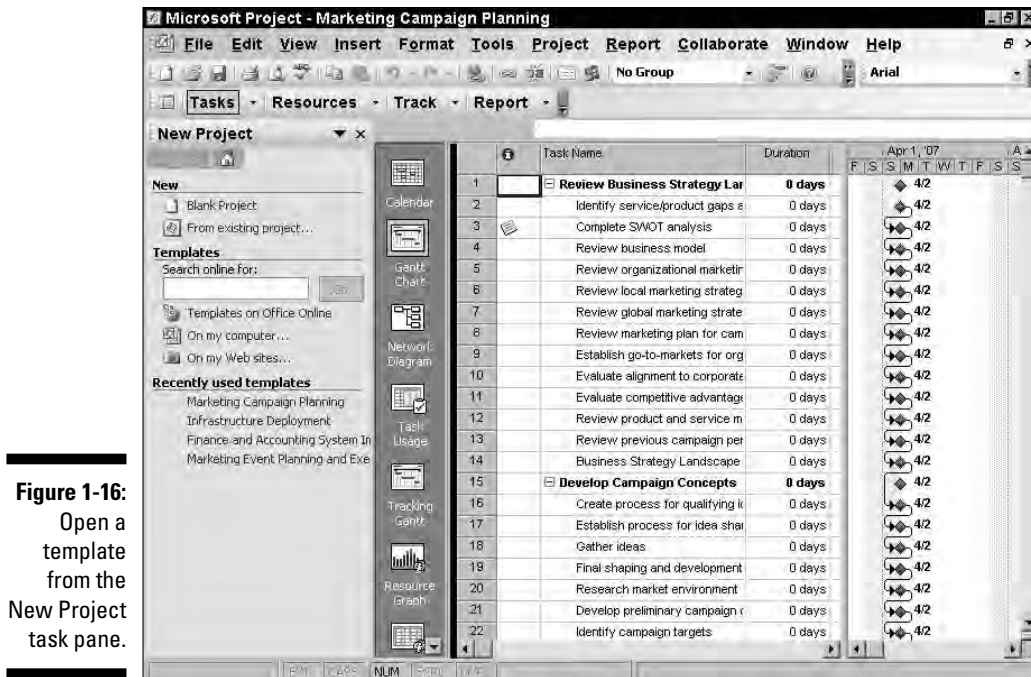 Microsoft Project - Marketing Campaign Planning
File Edit View Insert Format Tools Project Report Collaborate Window Help
No Group Arial
Tasks Resources Track Report
New Project
New
Blank Project
From existing project...
Templates
Search online for:
Go
Templates on Office Online
On my computer...
On my Web sites...
Recently used templates
Marketing Campaign Planning
Infrastructure Deployment
Finance and Accounting System In
Marketing Event Planning and Exe
Calendar
Gantt
Chart
Network
Diagram
Task
Usage
Tracking
Gantt
Resource
Graph
Task Name Duration Apr 1, '07 A
F S S M T W T F S S
1 Review Business Strategy Lar 0 days 4/2
2 Identify service/product gaps a 0 days 4/2
3 Complete SWOT analysis 0 days 4/2
4 Review business model 0 days 4/2
5 Review organizational marketin 0 days 4/2
6 Review local marketing strateg 0 days 4/2
7 Review global marketing strate 0 days 4/2
8 Review marketing plan for cam 0 days 4/2
9 Establish go-to-markets for org 0 days 4/2
10 Evaluate alignment to corporate 0 days 4/2
11 Evaluate competitive advantage 0 days 4/2
12 Review product and service m 0 days 4/2
13 Review previous campaign per 0 days 4/2
14 Business Strategy Landscape 0 days 4/2
15 Develop Campaign Concepts 0 days 4/2
16 Create process for qualifying ic 0 days 4/2
17 Establish process for idea shar 0 days 4/2
18 Gather ideas 0 days 4/2
19 Final shaping and development 0 days 4/2
20 Research market environment 0 days 4/2
21 Develop preliminary campaign c 0 days 4/2
22 Identify campaign targets 0 days 4/2
EXT CAPS NUM SCRL OVR
Figure 1-16:
Open a
template
from the
New Project
task pane.